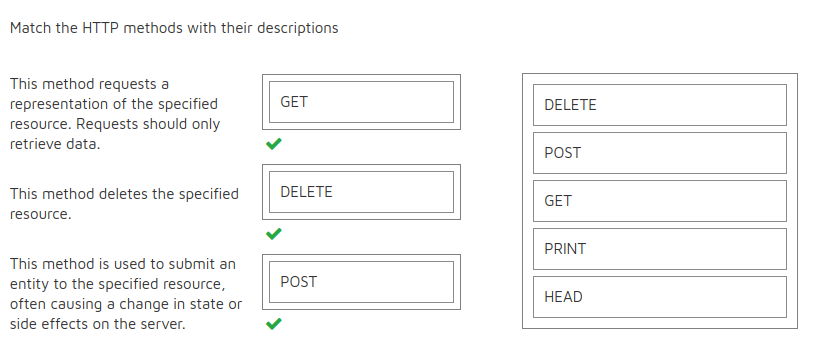 Match the HTTP methods with their descriptions
This method requests a
representation of the specified
resource. Requests should only
retrieve data.
GET
This method deletes the specified
resource.
DELETE
This method is used to submit an
entity to the specified resource,
often causing a change in state or
side effects on the server.
POST
DELETE
POST
GET
PRINT
HEAD